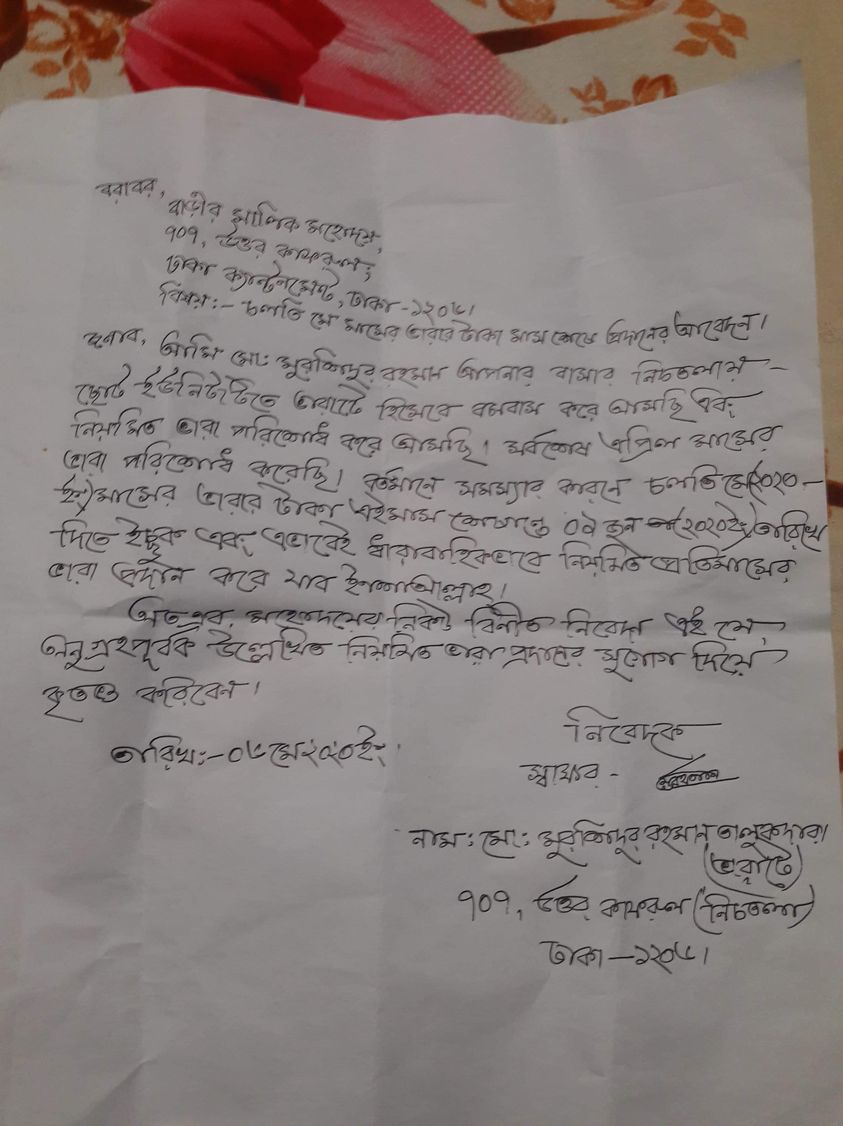 বরাবর,
বাড়ীর মালিক মহোদয়,
৭০৭, উত্তর কাফরুল,
ঢাকা ক্যান্টনমেন্ট, ঢাকা-১২০৬।
বিষয়:- চলতি মে মাসের ভারার টাকা মাস শেষে প্রদানের আবেদন।
জনাব, আমি মো: মুরশিদুর রহমান আপনার বাসার নিচতলায়-
ছোট ইউনিটটিতে ভারাটে হিসেবে বসবাস করে আসছি এবং
নিয়মিত ভারা পরিশোধ করে আসছি। সর্বশেষ এপ্রিল মাসের
ভারা পরিশোধ করেছি। বর্তমানে সমস্যার কারনে চলতি মে(২০২০-
ইং)মাসের ভারার টাকা এইমাস শেষান্তে জুন ২০২০ইং)তারিখে
দিতে ইচ্ছুক এবং এভাবেই ধারাবাহিকভাবে নিয়মিত প্রতিমাসের
ভারা প্রদান করে যাব ইনশাআল্লাহ।
অতএব, মহোদয়ের নিকট বিনীত নিবেদন এই যে,
অনুগ্রহপূর্বক উল্লেখিত নিয়মিত ভারা প্রদানের সুযোগ দিয়ে
কৃতজ্ঞ করিবেন।
নিবেদক
তারিখ:-০৬মে২০২০ইং
স্বাক্ষর-
নাম: মো: মুরশিদুর রহমান তালুকদার।
(ভারাটে)
৭০৭, উত্তর কাফরুল (নিচতলা)
ঢাকা-১২০৬।